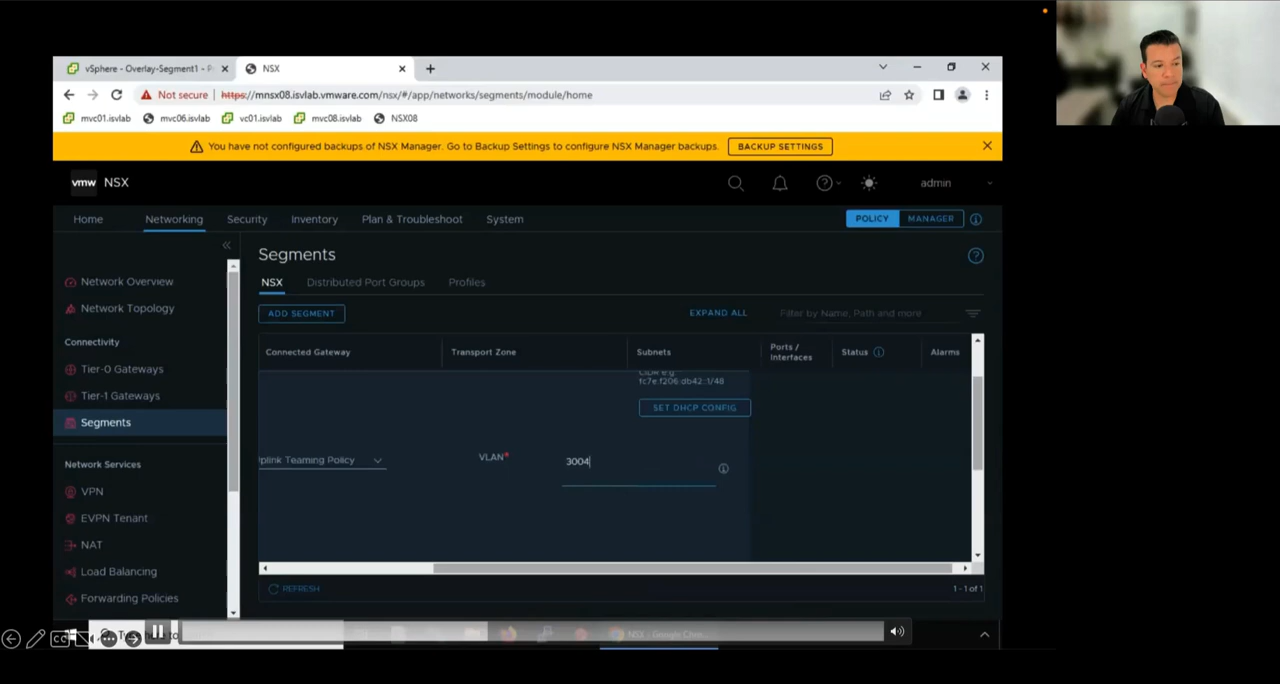 vSphere - Overlay-Segment1 - P
NSX
Not secure https://mnsx08.isvlab.vmware.com/nsx/#/app/networks/segments/module/home
mvc01.isvlab mvc06.isvlab vc01.isvlab mvc08.isvlab NSX08
You have not configured backups of NSX Manager. Go to Backup Settings to configure NSX Manager backups. BACKUP SETTINGS
vmw NSX
admin
Home Networking Security Inventory Plan & Troubleshoot System
POLICY MANAGER
Network Overview
Network Topology
Connectivity
Tier-0 Gateways
Tier-1 Gateways
Segments
Network Services
VPN
EVPN Tenant
NAT
Load Balancing
Forwarding Policies
Segments
NSX Distributed Port Groups Profiles
ADD SEGMENT
EXPAND ALL
Filter by Name, Path and more
Connected Gateway Transport Zone Subnets Ports / Interfaces Status Alarms
CIDR e.g.
fc7e:f206:db42::1/48
SET DHCP CONFIG
plink Teaming Policy
VLAN*
3004
REFRESH
1 - 1 of 1
CC
NSX - Google Chro...